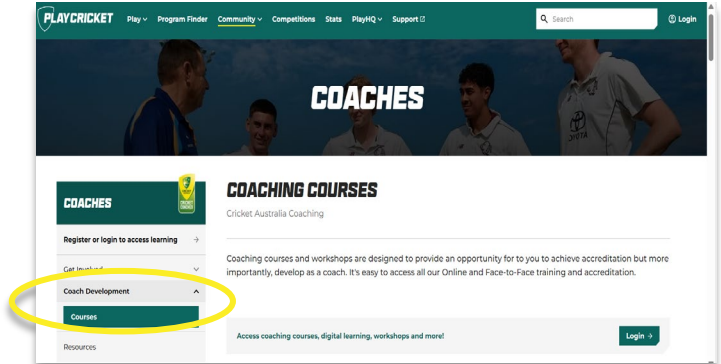 PLAYCRICKET Play Program Finder Community Competitions Stats PlayHQ Support Search Login
COACHES
COACHES
Register or login to access learning
Get Involved
Coach Development
Courses
Resources
COACHING COURSES
Cricket Australia Coaching
Coaching courses and workshops are designed to provide an opportunity for to you to achieve accreditation but more
importantly, develop as a coach. It's easy to access all our Online and Face-to-Face training and accreditation.
Access coaching courses, digital learning, workshops and more! Login →